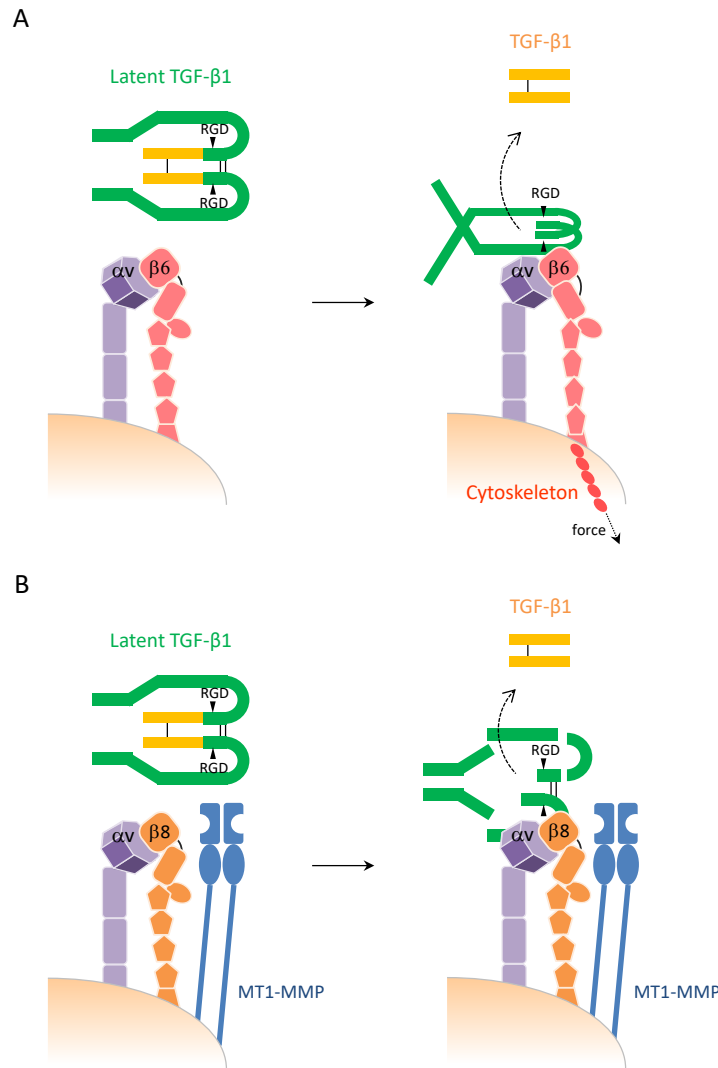 A
Latent TGF-β1
TGF-β1
RGD
RGD
RGD
αv
β6
αv
β6
Cytoskeleton
force
B
Latent TGF-β1
TGF-β1
RGD
RGD
RGD
αv
β8
αv
β8
MT1-MMP
MT1-MMP